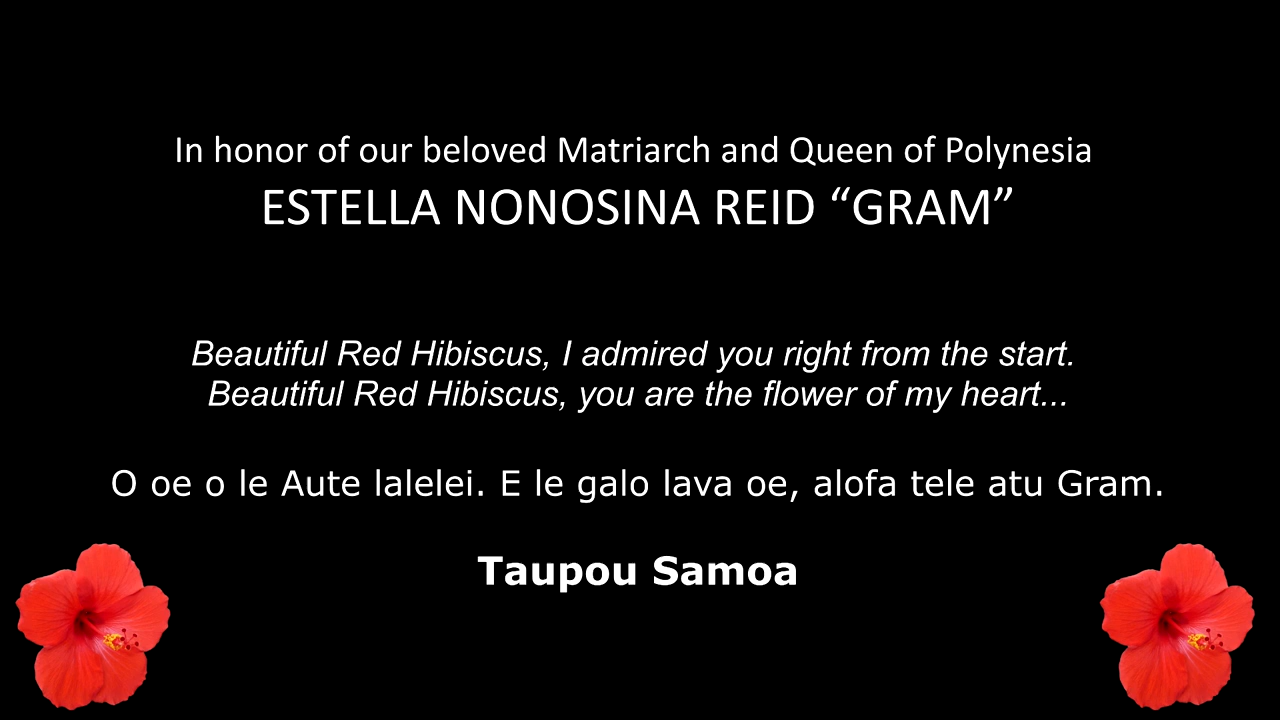 In honor of our beloved Matriarch and Queen of Polynesia
ESTELLA NONOSINA REID “GRAM”
Beautiful Red Hibiscus, I admired you right from the start.
Beautiful Red Hibiscus, you are the flower of my heart...
O oe o le Aute lalelei. E le galo lava oe, alofa tele atu Gram.
Taupou Samoa